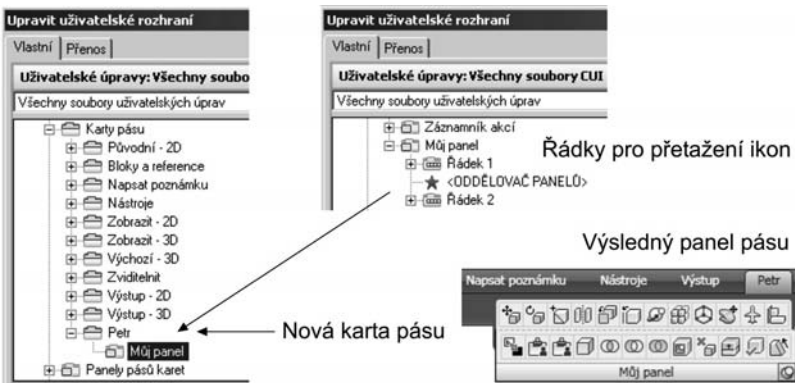 Upravit uživatelské rozhraní
Vlastní Přenos
Uživatelské úpravy: Všechny soubo
Všechny soubory uživatelských úprav
Karty pásu
Původní - 2D
Bloky a reference
Napsat poznámku
Nástroje
Zobrazit - 2D
Zobrazit - 3D
Výchozí - 3D
Zviditelnit
Výstup - 2D
Výstup - 3D
Petr
Můj panel
Panely pásů karet
Upravit uživatelské rozhraní
Vlastní Přenos
Uživatelské úpravy: Všechny soubory CUI
Všechny soubory uživatelských úprav
Záznamník akcí
Můj panel
Řádek 1
<ODDĚLOVAČ PANELŮ>
Řádek 2
Řádky pro přetažení ikon
Nová karta pásu
Výsledný panel pásu
Napsat poznámku Nástroje Výstup Petr
Můj panel